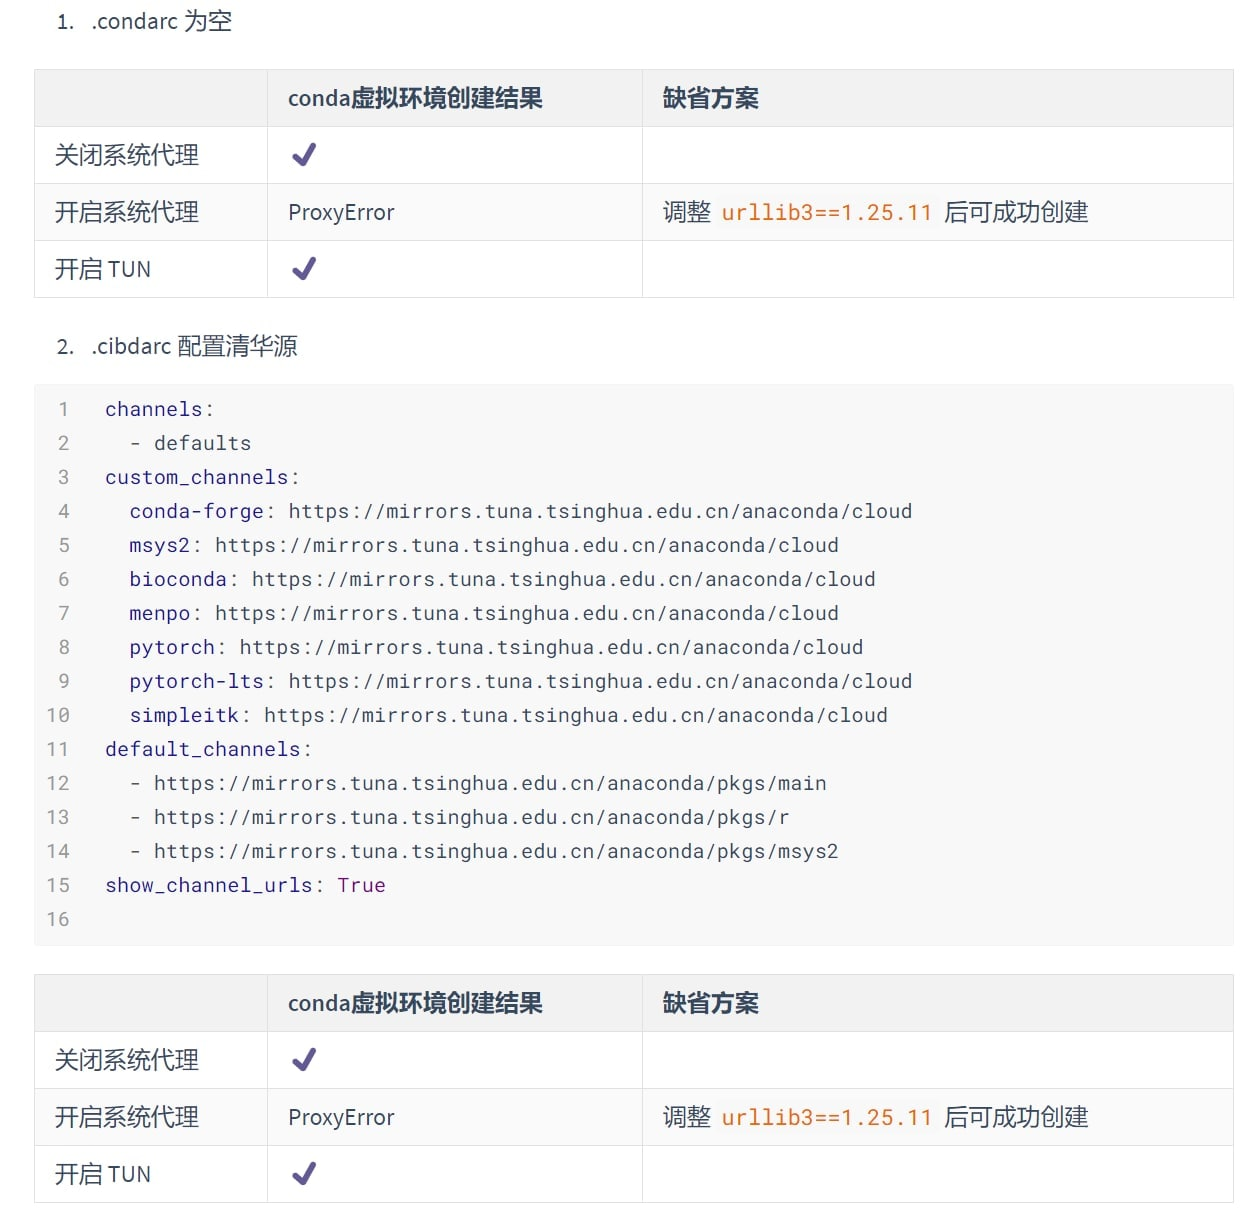 1. .condarc 为空
conda虚拟环境创建结果 缺省方案
关闭系统代理 ✔
开启系统代理 ProxyError 调整 urllib3==1.25.11 后可成功创建
开启 TUN ✔
2. .cibdarc 配置清华源
1 channels:
2 - defaults
3 custom_channels:
4 conda-forge: https://mirrors.tuna.tsinghua.edu.cn/anaconda/cloud
5 msys2: https://mirrors.tuna.tsinghua.edu.cn/anaconda/cloud
6 bioconda: https://mirrors.tuna.tsinghua.edu.cn/anaconda/cloud
7 menpo: https://mirrors.tuna.tsinghua.edu.cn/anaconda/cloud
8 pytorch: https://mirrors.tuna.tsinghua.edu.cn/anaconda/cloud
9 pytorch-lts: https://mirrors.tuna.tsinghua.edu.cn/anaconda/cloud
10 simpleitk: https://mirrors.tuna.tsinghua.edu.cn/anaconda/cloud
11 default_channels:
12 - https://mirrors.tuna.tsinghua.edu.cn/anaconda/pkgs/main
13 - https://mirrors.tuna.tsinghua.edu.cn/anaconda/pkgs/r
14 - https://mirrors.tuna.tsinghua.edu.cn/anaconda/pkgs/msys2
15 show_channel_urls: True
16
conda虚拟环境创建结果 缺省方案
关闭系统代理 ✔
开启系统代理 ProxyError 调整 urllib3==1.25.11 后可成功创建
开启 TUN ✔